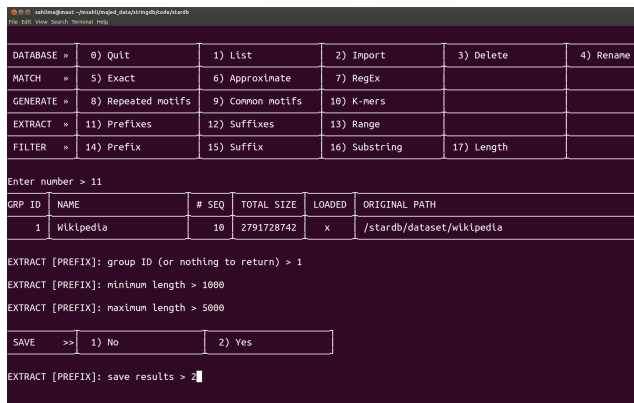 sahlima@maui: ~/msahli/majed_data/stringdb/code/stardb
File Edit View Search Terminal Help
DATABASE » 0) Quit 1) List 2) Import 3) Delete 4) Rename
MATCH » 5) Exact 6) Approximate 7) RegEx
GENERATE » 8) Repeated motifs 9) Common motifs 10) K-mers
EXTRACT » 11) Prefixes 12) Suffixes 13) Range
FILTER » 14) Prefix 15) Suffix 16) Substring 17) Length
Enter number > 11
GRP ID NAME # SEQ TOTAL SIZE LOADED ORIGINAL PATH
1 Wikipedia 10 2791728742 x /stardb/dataset/wikipedia
EXTRACT [PREFIX]: group ID (or nothing to return) > 1
EXTRACT [PREFIX]: minimum length > 1000
EXTRACT [PREFIX]: maximum length > 5000
SAVE >> 1) No 2) Yes
EXTRACT [PREFIX]: save results > 2